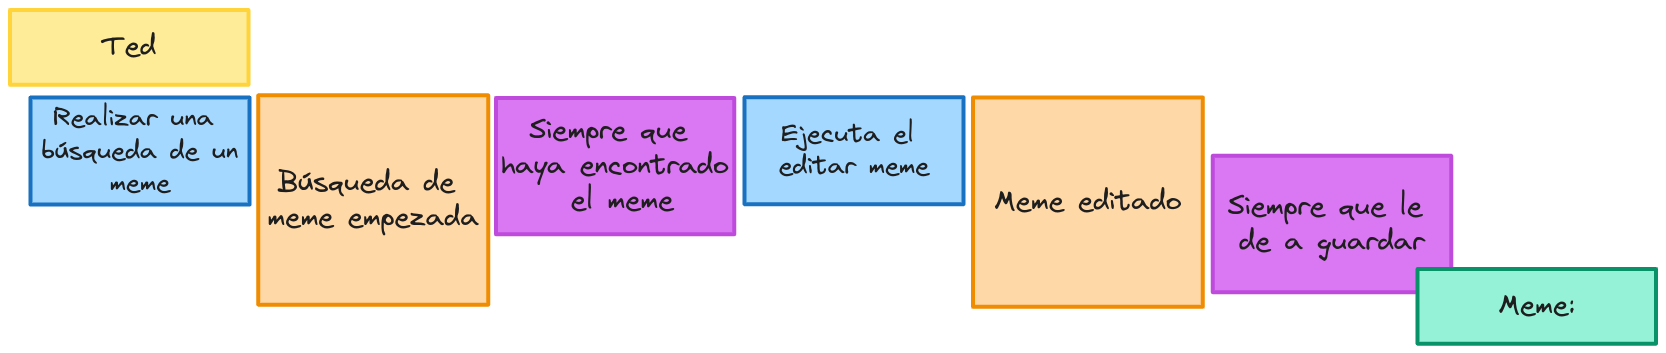 Ted
Realizar una
búsqueda de un
meme
Búsqueda de
meme empezada
Siempre que
haya encontrado
el meme
Ejecuta el
editar meme
Meme editado
Siempre que le
de a guardar
Meme: